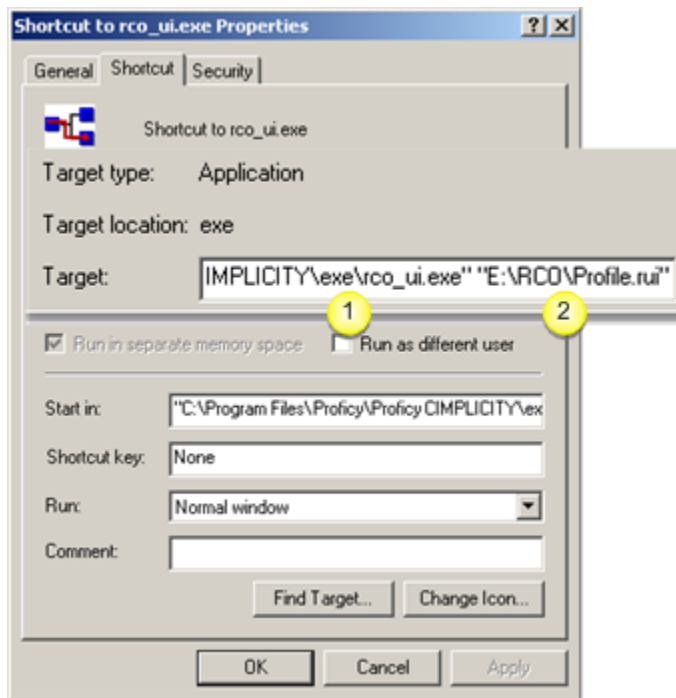 Shortcut to rco_ui.exe Properties
General Shortcut Security
Shortcut to rco_ui.exe
Target type: Application
Target location: exe
Target: IMPLICITY\exe\rco_ui.exe" "E:\RCO\Profile.rui"
1 2
Run in separate memory space Run as different user
Start in: "C:\Program Files\Proficy\Proficy CIMPLICITY\ex
Shortcut key: None
Run: Normal window
Comment:
Find Target... Change Icon...
OK Cancel Apply